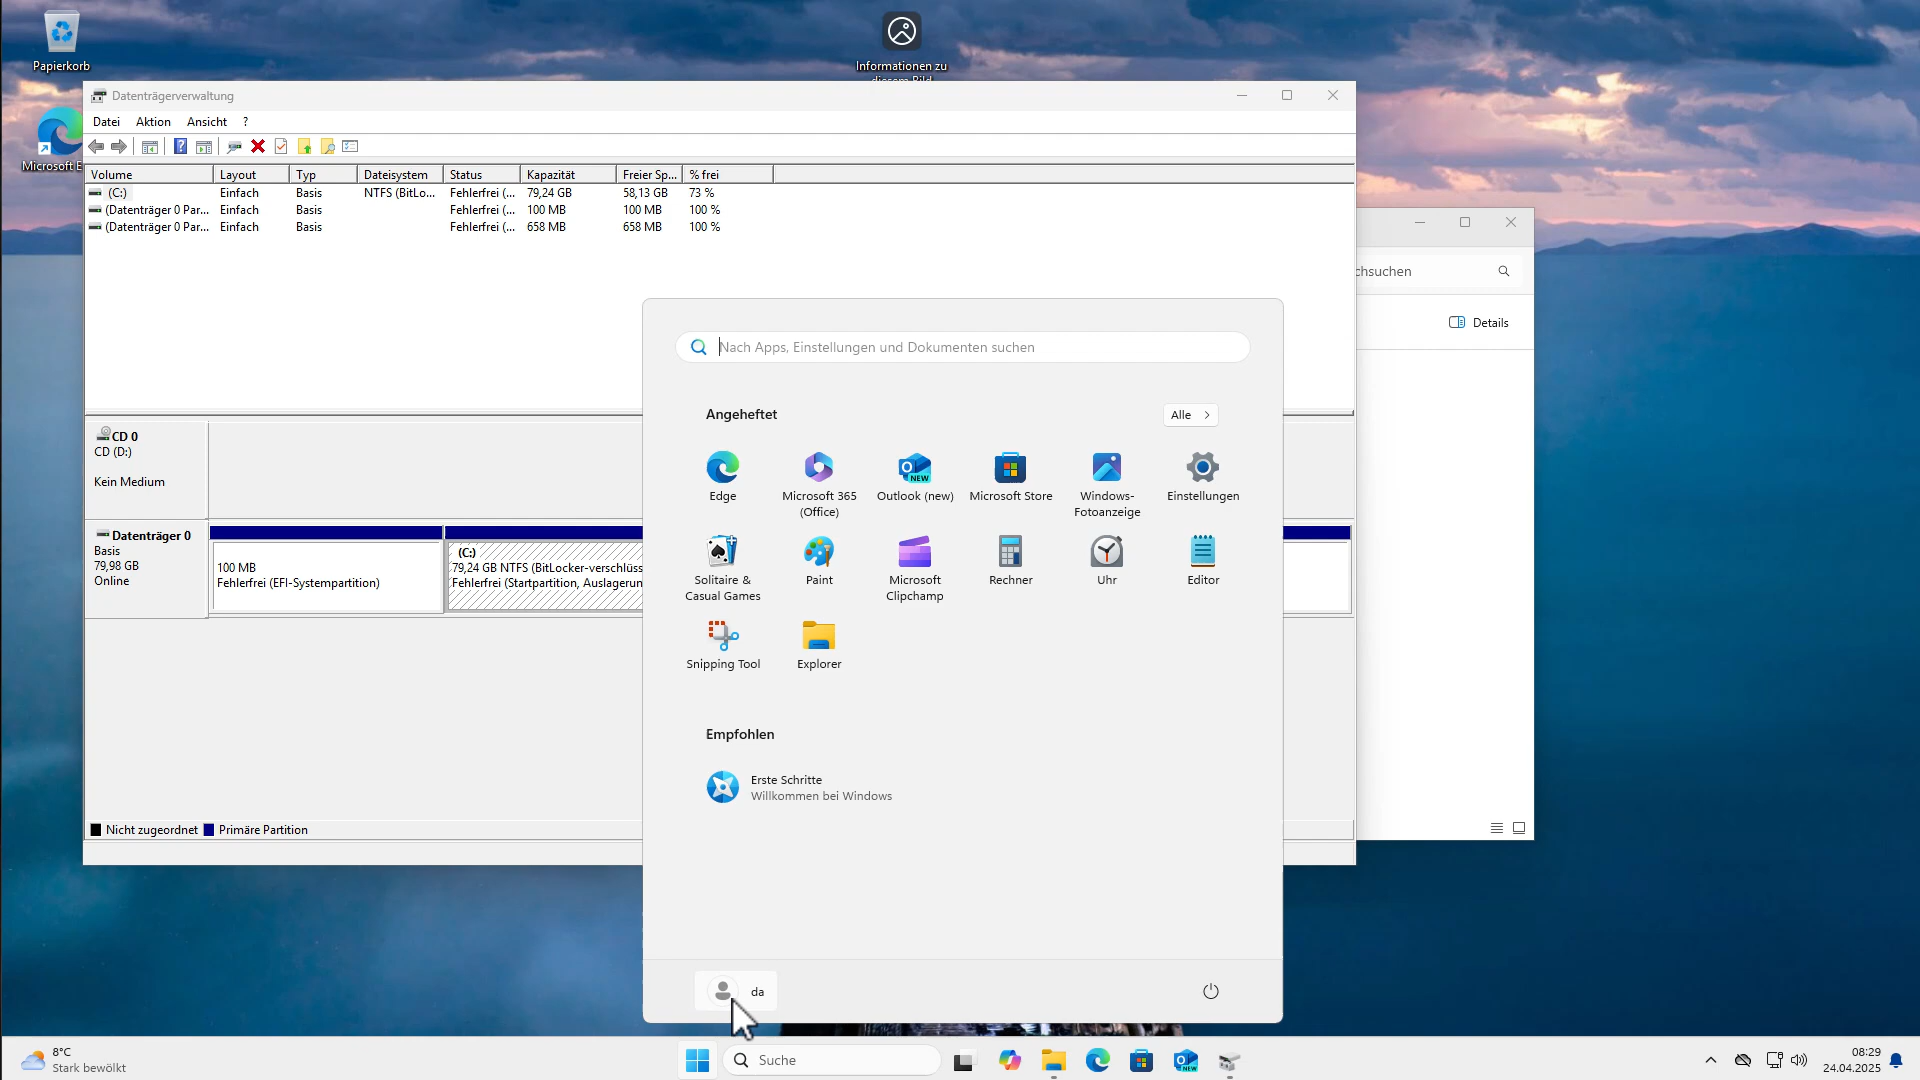 Papierkorb
Informationen zu
diesem Bild
Microsoft E
Datenträgerverwaltung
Datei Aktion Ansicht ?
Volume Layout Typ Dateisystem Status Kapazität Freier Sp... % frei
(C:) Einfach Basis NTFS (BitLo... Fehlerfrei (... 79,24 GB 58,13 GB 73 %
(Datenträger 0 Par... Einfach Basis Fehlerfrei (... 100 MB 100 MB 100 %
(Datenträger 0 Par... Einfach Basis Fehlerfrei (... 658 MB 658 MB 100 %
chsuchen
Details
CD 0
CD (D:)
Kein Medium
Datenträger 0
Basis
79,98 GB
Online
100 MB
Fehlerfrei (EFI-Systempartition)
(C:)
79,24 GB NTFS (BitLocker-verschlüss
Fehlerfrei (Startpartition, Auslagerun
Nicht zugeordnet Primäre Partition
Nach Apps, Einstellungen und Dokumenten suchen
Angeheftet
Alle
Edge
Microsoft 365
(Office)
Outlook (new)
Microsoft Store
Windows-
Fotoanzeige
Einstellungen
Solitaire &
Casual Games
Paint
Microsoft
Clipchamp
Rechner
Uhr
Editor
Snipping Tool
Explorer
Empfohlen
Erste Schritte
Willkommen bei Windows
da
8°C
Stark bewölkt
Suche
NEW
NEW
08:29
24.04.2025